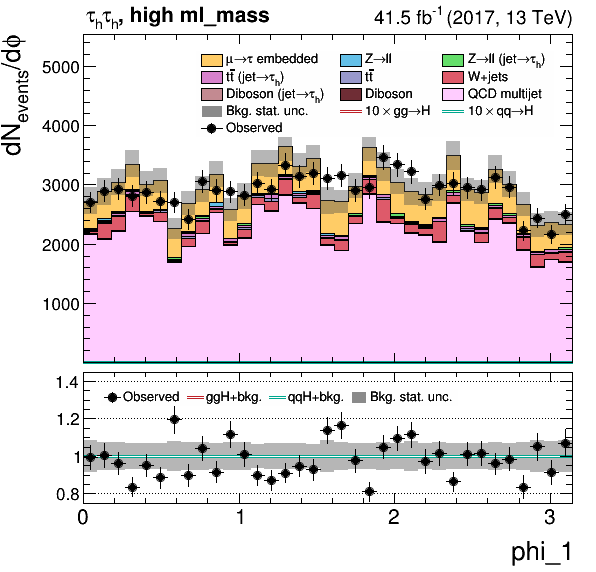 τₕτₕ, high ml_mass 41.5 fb⁻¹ (2017, 13 TeV)
dN_events/dϕ
5000
4000
3000
2000
1000
μ→τ embedded Z→ll Z→ll (jet→τₕ)
tt̄ (jet→τₕ) tt̄ W+jets
Diboson (jet→τₕ) Diboson QCD multijet
Bkg. stat. unc. 10 × gg→H 10 × qq→H
Observed
1.4
1.2
1.0
0.8
Observed ggH+bkg. qqH+bkg. Bkg. stat. unc.
0 1 2 3
phi_1